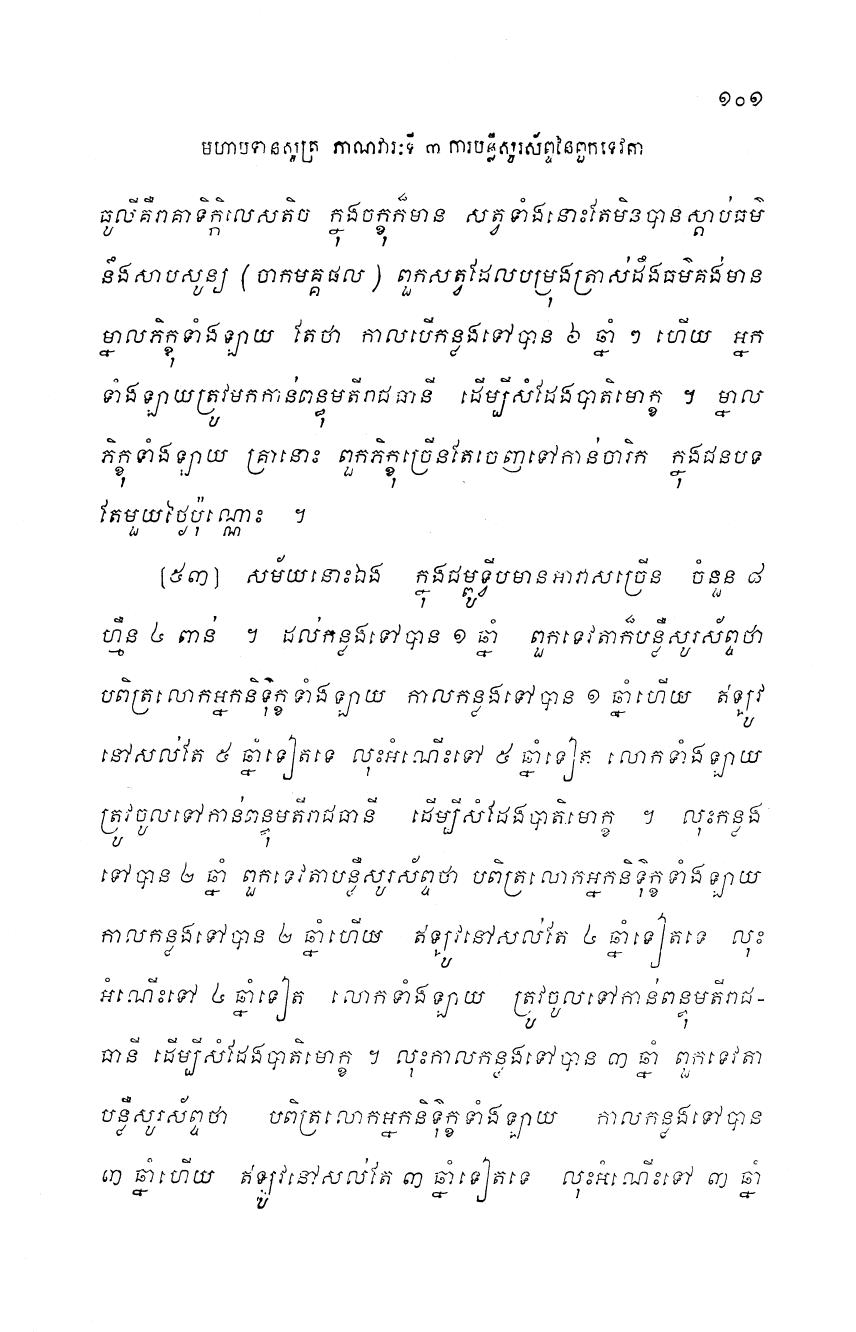 ១០១
មហាបទានសូត្រ ភាណវារៈទី ៣ ការបន្លឺសូរស័ព្ទនៃពួកទេវតា
ធូលីគឺរាគាទិក្កិលេសតិច ក្នុងចក្ខុក៏មាន សត្វទាំងនោះតែមិនបានស្តាប់ធម៌
នឹងសាបសូន្យ (ចាកមគ្គផល) ពួកសត្វដែលបម្រុងត្រាស់ដឹងធម៌គង់មាន
ម្នាលភិក្ខុទាំងឡាយ តែថា កាលបើកន្លងទៅបាន ៦ ឆ្នាំ ៗ ហើយ អ្នក
ទាំងឡាយត្រូវមកកាន់ពន្ធុមតីរាជធានី ដើម្បីសំដែងបាតិមោក្ខ ។ ម្នាល
ភិក្ខុទាំងឡាយ គ្រានោះ ពួកភិក្ខុច្រើនតែចេញទៅកាន់ចារិក ក្នុងជនបទ
តែមួយថ្ងៃប៉ុណ្ណោះ ។
[៥៣] សម័យនោះឯង ក្នុងជម្ពូទ្វីបមានអាវាសច្រើន ចំនួន ៨
ហ្មឺន ៤ ពាន់ ។ ដល់កន្លងទៅបាន ១ ឆ្នាំ ពួកទេវតាក៏បន្លឺសូរស័ព្ទថា
បពិត្រលោកអ្នកនិទ៌ុក្ខទាំងឡាយ កាលកន្លងទៅបាន ១ ឆ្នាំហើយ ឥឡូវ
នៅសល់តែ ៥ ឆ្នាំទៀតទេ លុះអំណើះទៅ ៥ ឆ្នាំទៀត លោកទាំងឡាយ
ត្រូវចូលទៅកាន់ពន្ធុមតីរាជធានី ដើម្បីសំដែងបាតិមោក្ខ ។ លុះកន្លង
ទៅបាន ២ ឆ្នាំ ពួកទេវតាបន្លឺសូរស័ព្ទថា បពិត្រលោកអ្នកនិទ៌ុក្ខទាំងឡាយ
កាលកន្លងទៅបាន ២ ឆ្នាំហើយ ឥឡូវនៅសល់តែ ៤ ឆ្នាំទៀតទេ លុះ
អំណើះទៅ ៤ ឆ្នាំទៀត លោកទាំងឡាយ ត្រូវចូលទៅកាន់ពន្ធុមតីរាជ-
ធានី ដើម្បីសំដែងបាតិមោក្ខ ។ លុះកាលកន្លងទៅបាន ៣ ឆ្នាំ ពួកទេវតា
បន្លឺសូរស័ព្ទថា បពិត្រលោកអ្នកនិទ៌ុក្ខទាំងឡាយ កាលកន្លងទៅបាន
៣ ឆ្នាំហើយ ឥឡូវនៅសល់តែ ៣ ឆ្នាំទៀតទេ លុះអំណើះទៅ ៣ ឆ្នាំ